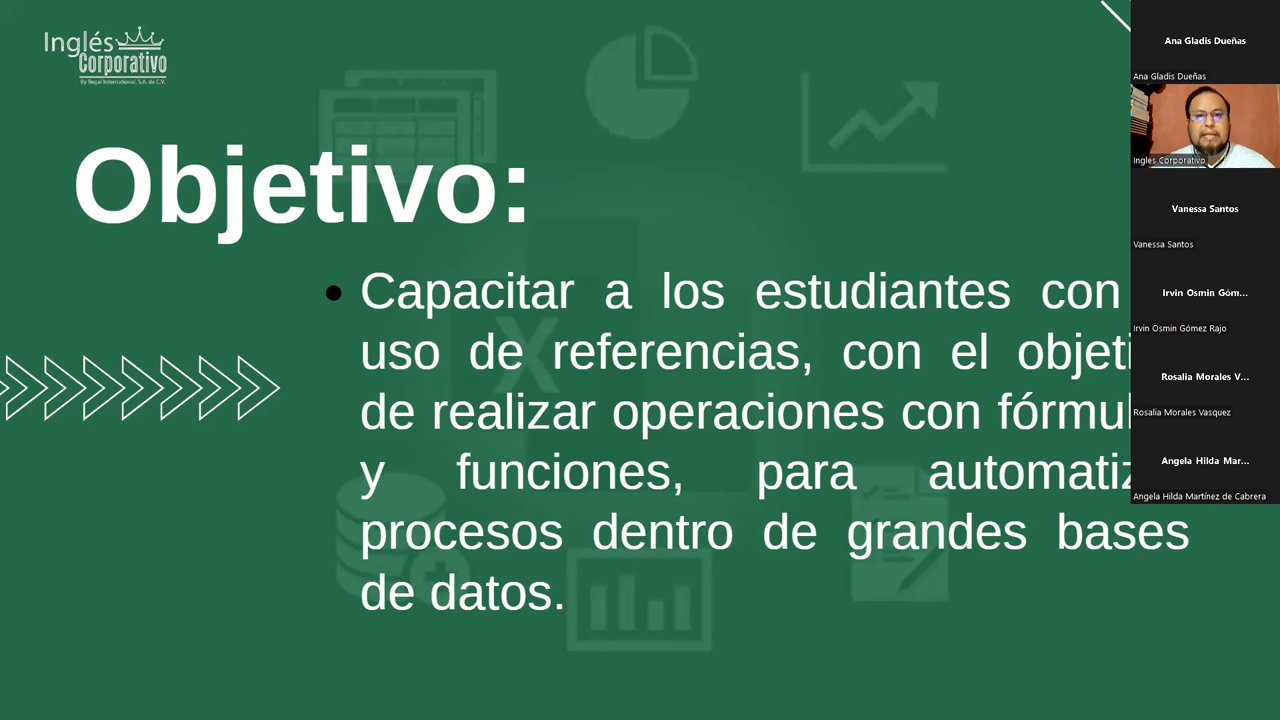 Inglés
Corporativo
By Regal International, S.A. de C.V.
Objetivo:
Capacitar a los estudiantes con
uso de referencias, con el objeti
de realizar operaciones con fórmul
y funciones, para automatiz
procesos dentro de grandes bases
de datos.
X
Ana Gladis Dueñas
Ana Gladis Dueñas
Ingles Corporativo
Vanessa Santos
Vanessa Santos
Irvin Osmin Góm...
Irvin Osmin Gómez Rajo
Rosalia Morales V...
Rosalia Morales Vasquez
Angela Hilda Mar...
Angela Hilda Martínez de Cabrera